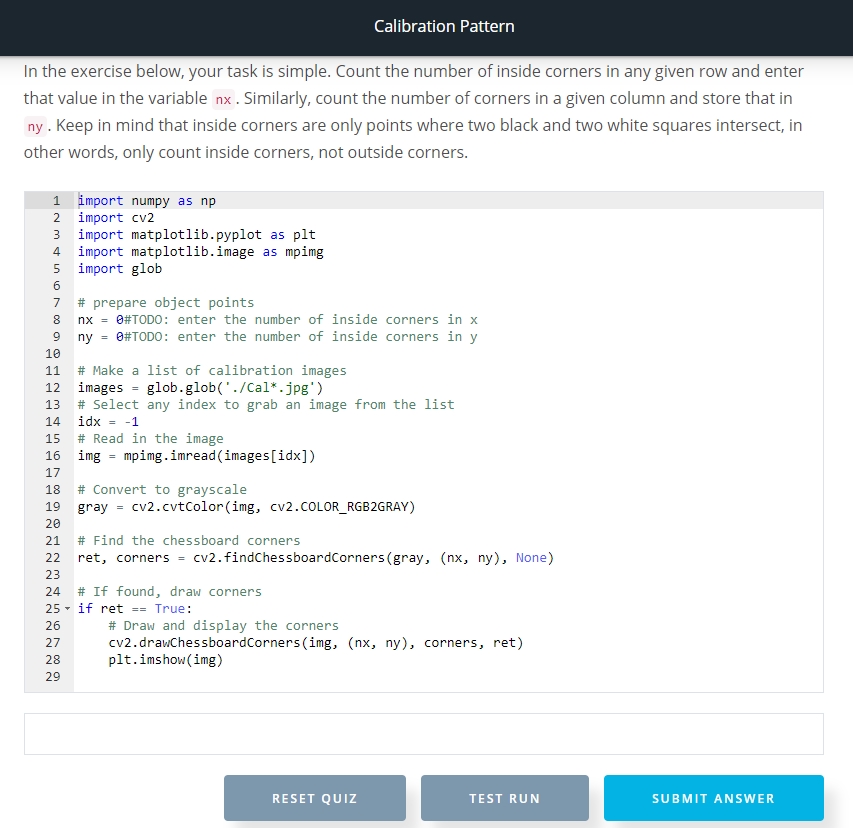 Calibration Pattern
In the exercise below, your task is simple. Count the number of inside corners in any given row and enter
that value in the variable nx . Similarly, count the number of corners in a given column and store that in
ny . Keep in mind that inside corners are only points where two black and two white squares intersect, in
other words, only count inside corners, not outside corners.
1 import numpy as np
2 import cv2
3 import matplotlib.pyplot as plt
4 import matplotlib.image as mpimg
5 import glob
6
7 # prepare object points
8 nx = 0#TODO: enter the number of inside corners in x
9 ny = 0#TODO: enter the number of inside corners in y
10
11 # Make a list of calibration images
12 images = glob.glob('./Cal*.jpg')
13 # Select any index to grab an image from the list
14 idx = -1
15 # Read in the image
16 img = mpimg.imread(images[idx])
17
18 # Convert to grayscale
19 gray = cv2.cvtColor(img, cv2.COLOR_RGB2GRAY)
20
21 # Find the chessboard corners
22 ret, corners = cv2.findChessboardCorners(gray, (nx, ny), None)
23
24 # If found, draw corners
25 if ret == True:
26     # Draw and display the corners
27     cv2.drawChessboardCorners(img, (nx, ny), corners, ret)
28     plt.imshow(img)
29
RESET QUIZ TEST RUN SUBMIT ANSWER